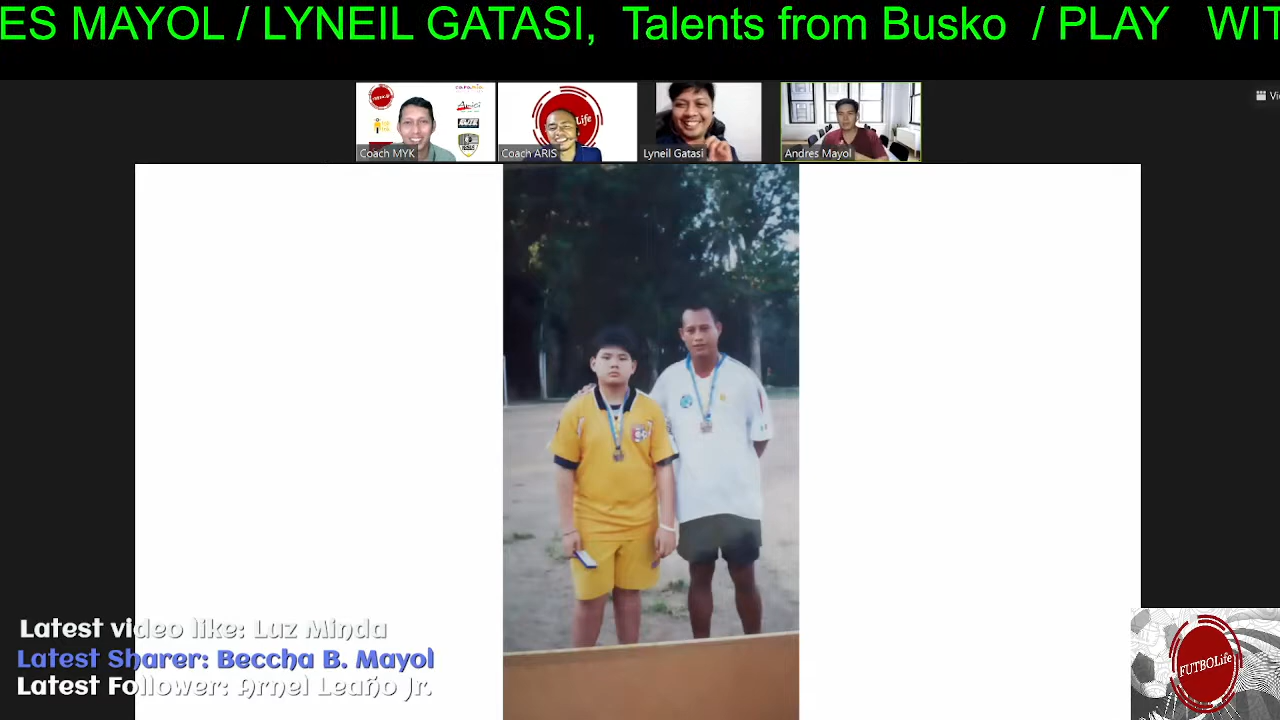 ES MAYOL / LYNEIL GATASI,  Talents from Busko  / PLAY   WIT
Coach MYK
Coach ARIS
Lyneil Gatasi
Andres Mayol
Latest video like: Luz Minda
Latest Sharer: Beccha B. Mayol
Latest Follower: Arnel Leaño Jr.
FUTBOLife